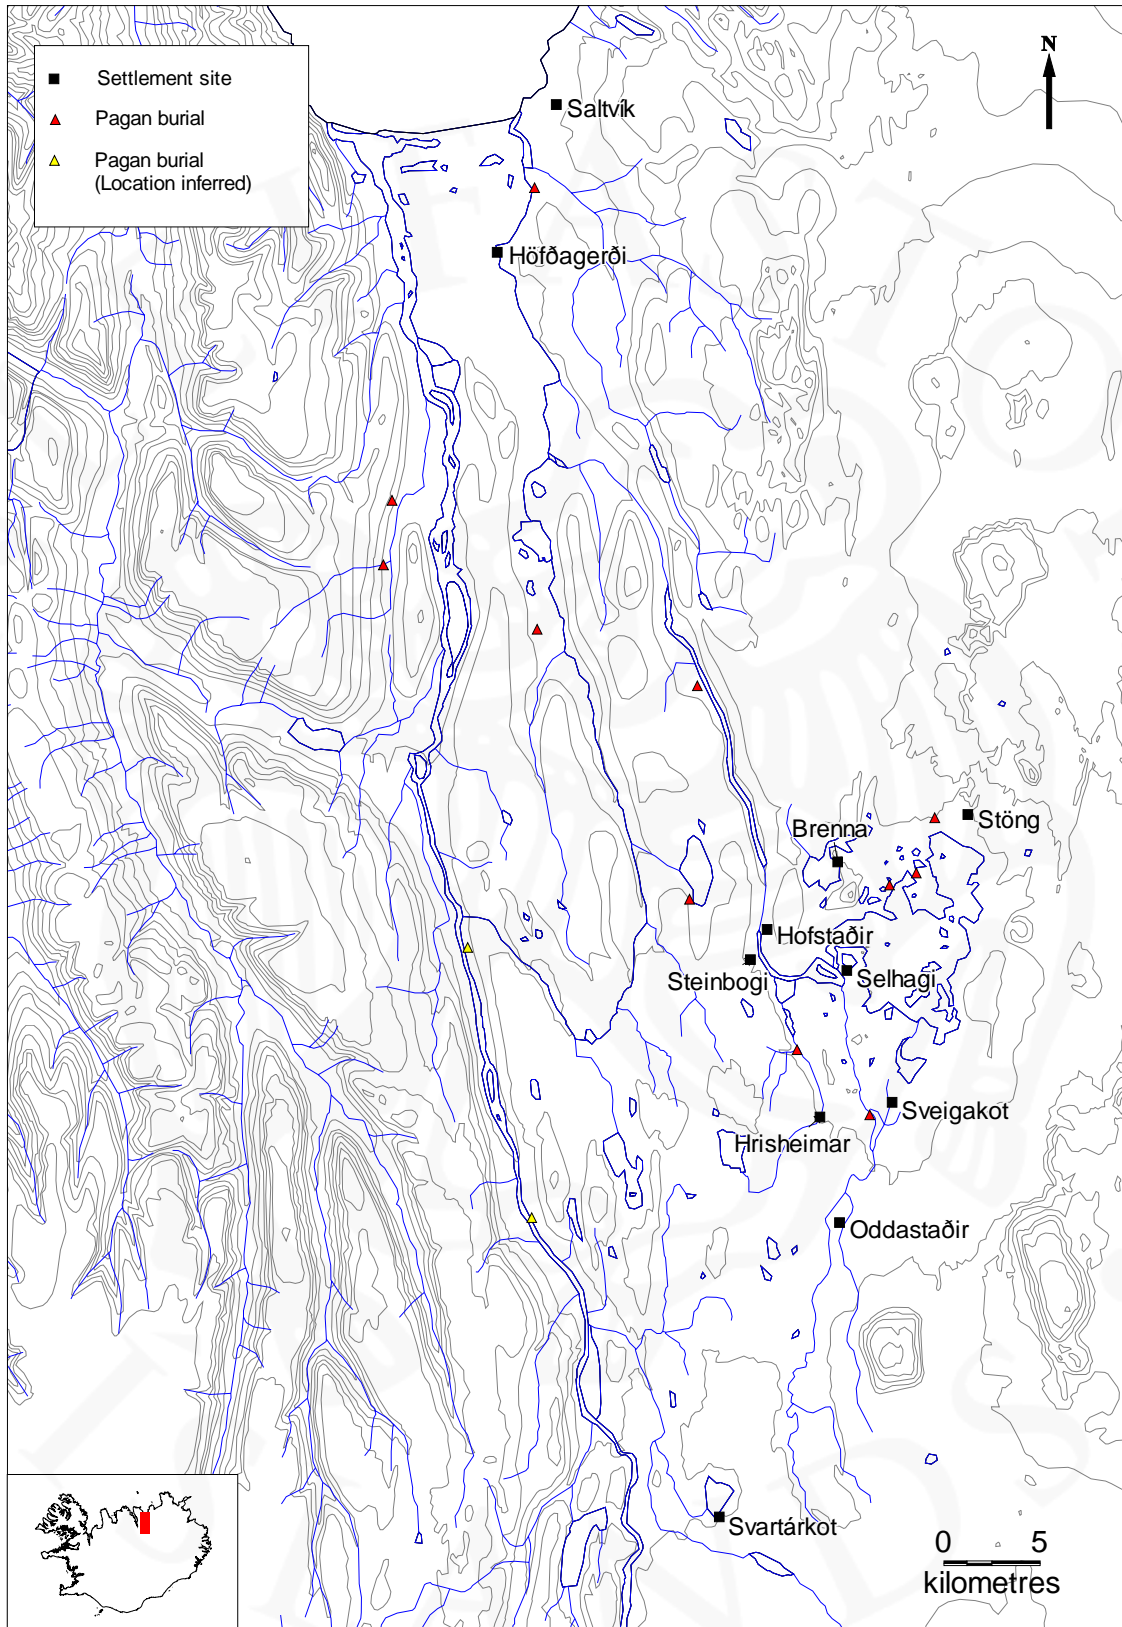 N
Settlement site
Pagan burial
Pagan burial
(Location inferred)
Saltvík
Höfðagerði
Stöng
Brenna
Hofstaðir
Steinbogi
Selhagi
Sveigakot
Hrisheimar
Oddastaðir
Svartárkot
0 5
kilometres